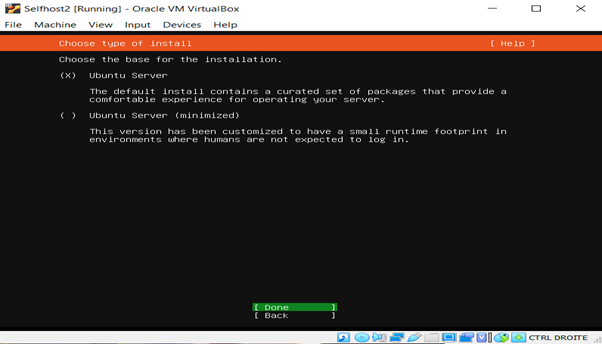 Selfhost2 [Running] - Oracle VM VirtualBox
File Machine View Input Devices Help
Choose type of install [ Help ]
Choose the base for the installation.
(X) Ubuntu Server
The default install contains a curated set of packages that provide a
comfortable experience for operating your server.
( ) Ubuntu Server (minimized)
This version has been customized to have a small runtime footprint in
environments where humans are not expected to log in.
[ Done ]
[ Back ]
CTRL DROITE